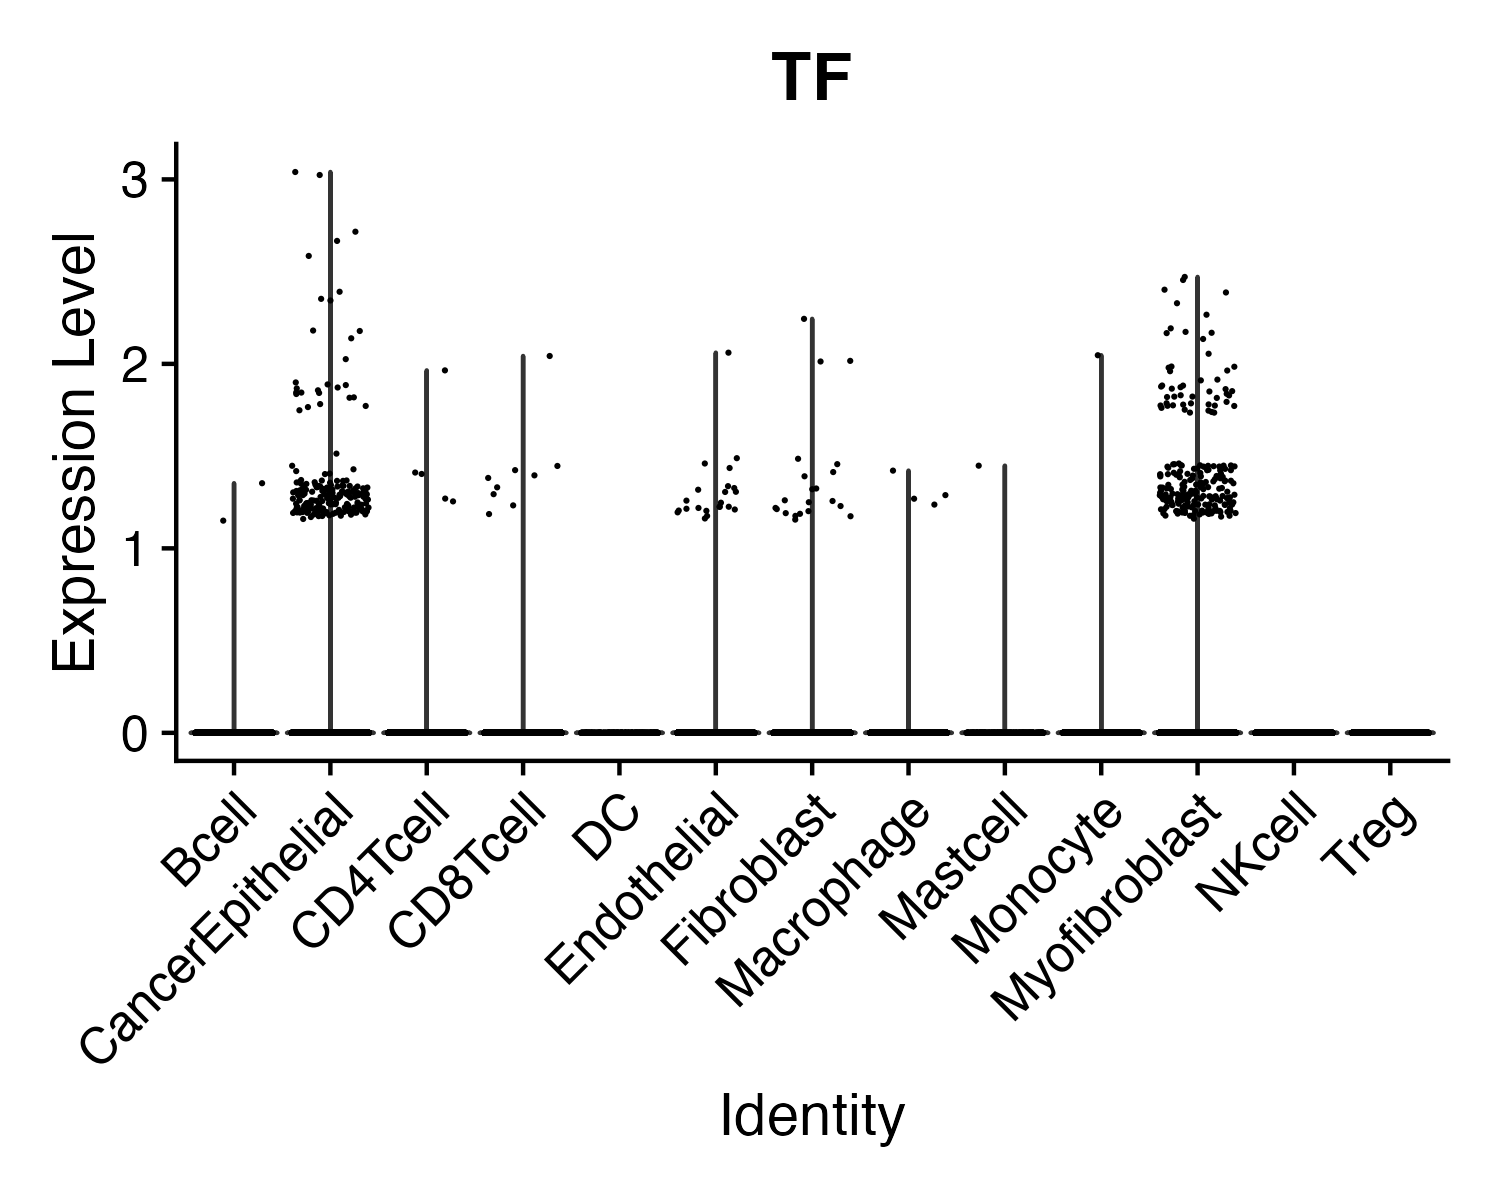 TF
Expression Level
3
2
1
0
Bcell
CancerEpithelial
CD4Tcell
CD8Tcell
DC
Endothelial
Fibroblast
Macrophage
Mastcell
Monocyte
Myofibroblast
NKcell
Treg
Identity